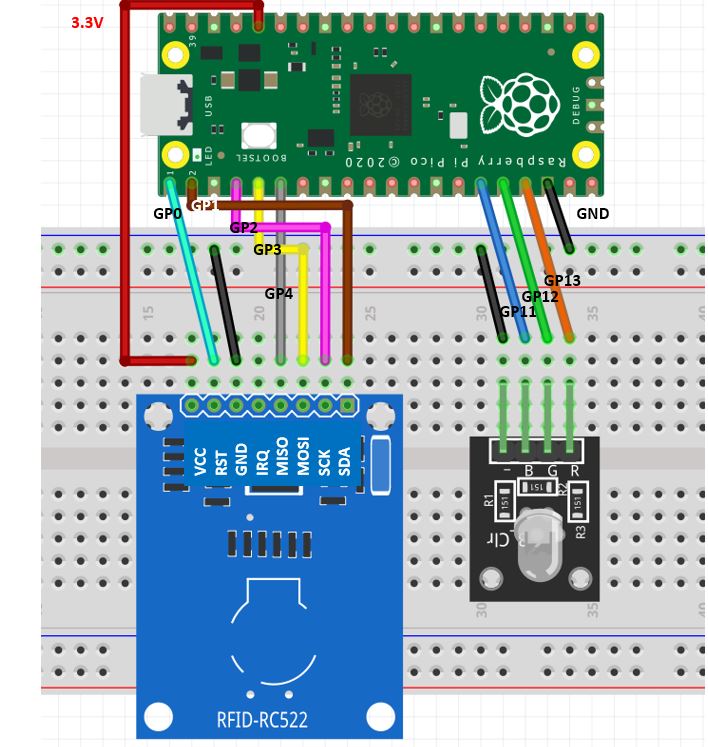 3.3V
39
USB
DEBUG
LED
BOOTSEL
Raspberry Pi Pico ©2020
1
2
GP0
GP1
GP2
GP3
GP4
GND
GP13
GP12
GP11
15
20
25
30
35
40
VCC
RST
GND
IRQ
MISO
MOSI
SCK
SDA
- B G R
R1
151
151
R2
151
R3
30
35
40
RFID-RC522